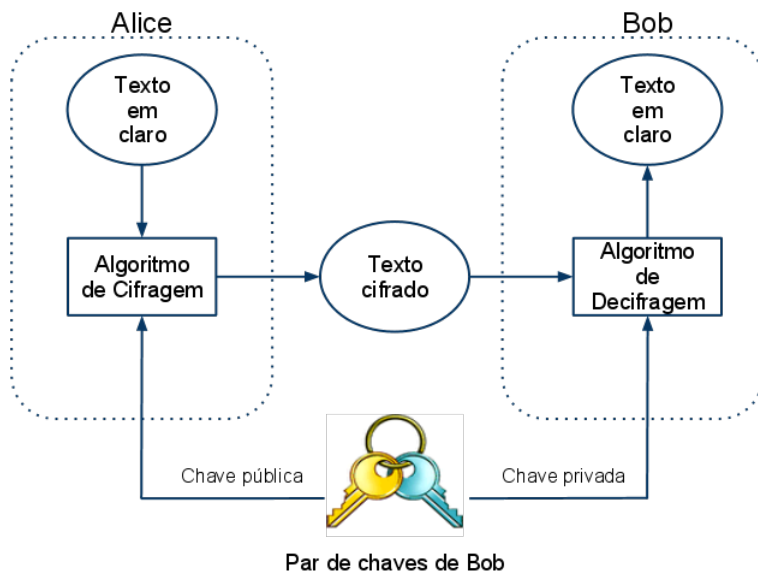 Alice
Bob
Texto
em
claro
Texto
em
claro
Algoritmo
de Cifragem
Texto
cifrado
Algoritmo
de
Decifragem
Chave pública
Chave privada
Par de chaves de Bob